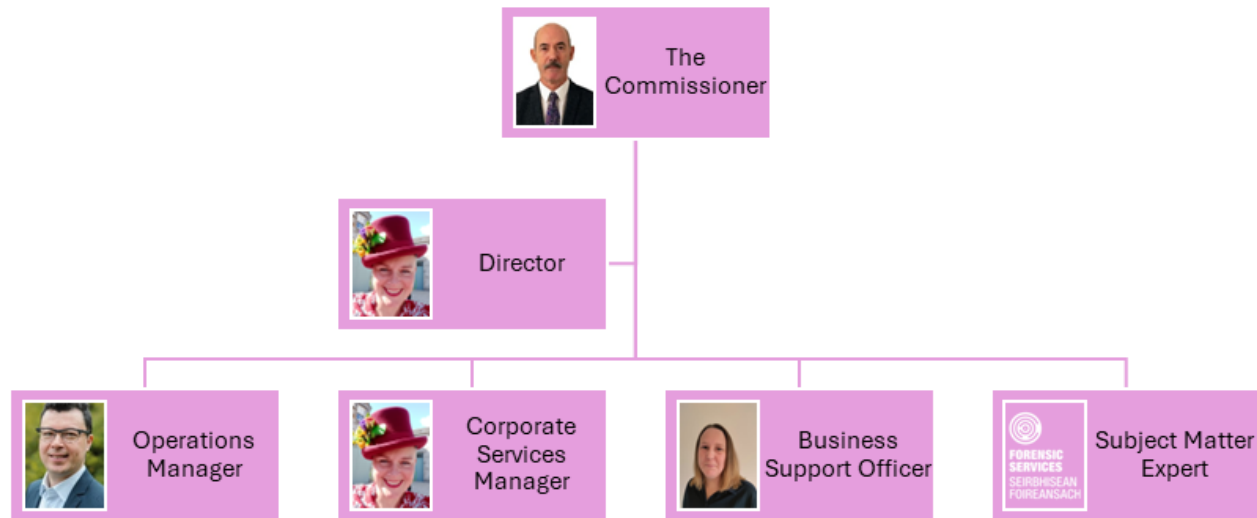 The
Commissioner
Director
Operations
Manager
Corporate
Services
Manager
Business
Support Officer
FORENSIC
SERVICES
SEIRBHISEAN
FOIREANSACH
Subject Matter
Expert